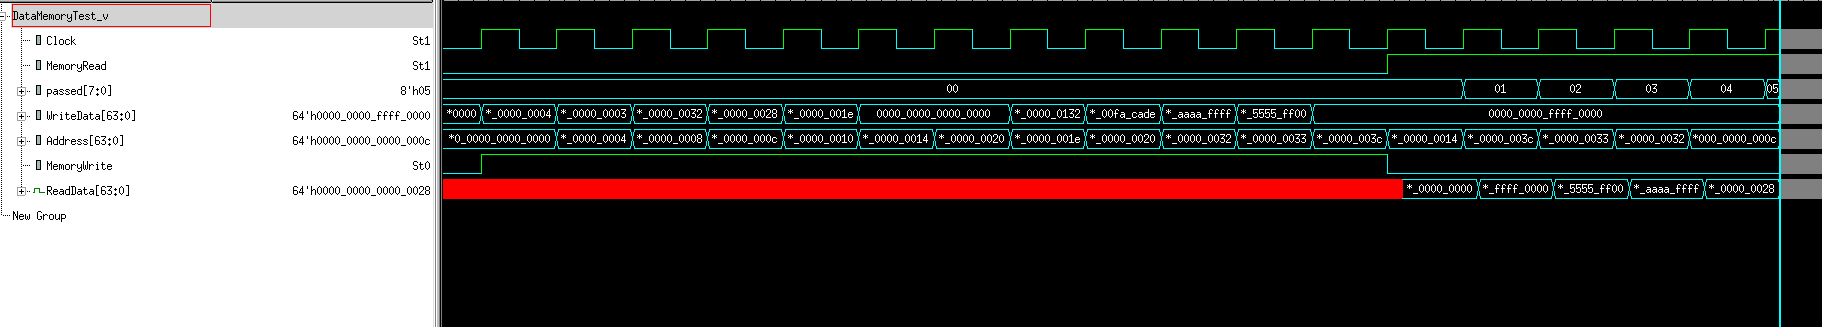 DataMemoryTest_v
Clock St1
MemoryRead St1
passed[7:0] 8'h05 00 01 02 03 04 05
WriteData[63:0] 64'h0000_0000_ffff_0000 *0000 *_0000_0004 *_0000_0003 *_0000_0032 *_0000_0028 *_0000_001e 0000_0000_0000_0000 *_0000_0132 *_00fa_cade *_aaaa_ffff *_5555_ff00 0000_0000_ffff_0000
Address[63:0] 64'h0000_0000_0000_000c *0_0000_0000 *_0000_0004 *_0000_0008 *_0000_000c *_0000_0010 *_0000_0014 *_0000_0020 *_0000_001e *_0000_0020 *_0000_0032 *_0000_0033 *_0000_003c *_0000_0014 *_0000_003c *_0000_0033 *_0000_0032 *000_0000_000c
MemoryWrite St0
ReadData[63:0] 64'h0000_0000_0000_0028 *_0000_0000 *_ffff_0000 *_5555_ff00 *_aaaa_ffff *_0000_0028
New Group